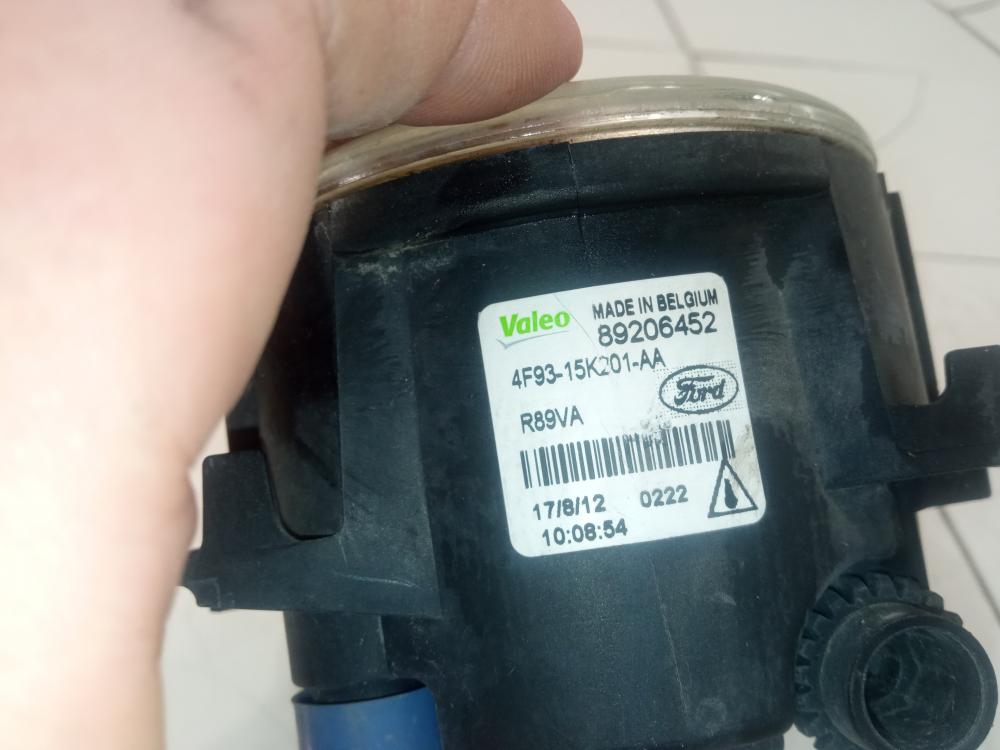 Valeo
MADE IN BELGIUM
89206452
4F93-15K201-AA
Ford
R89VA
17/8/12 0222
10:08:54